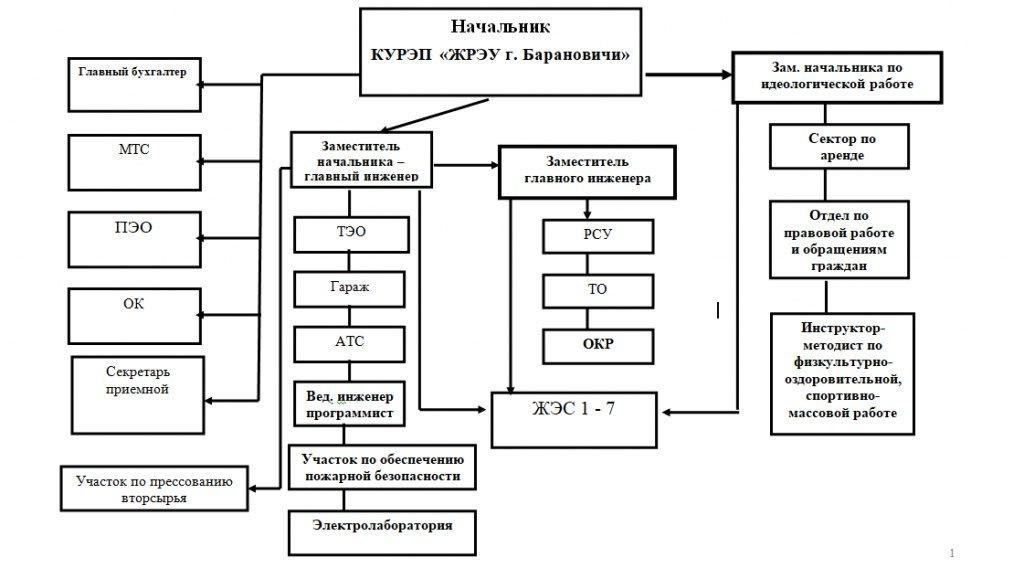 Начальник
КУРЭП «ЖРЭУ г. Барановичи»
Главный бухгалтер
МТС
ПЭО
ОК
Секретарь
приемной
Участок по прессованию
вторсырья
Заместитель
начальника –
главный инженер
ТЭО
Гараж
АТС
Вед. инженер
программист
Участок по обеспечению
пожарной безопасности
Электролаборатория
Заместитель
главного инженера
РСУ
ТО
ОКР
ЖЭС 1 - 7
Зам. начальника по
идеологической работе
Сектор по
аренде
Отдел по
правовой работе
и обращениям
граждан
Инструктор-
методист по
физкультурно-
оздоровительной,
спортивно-
массовой работе
1